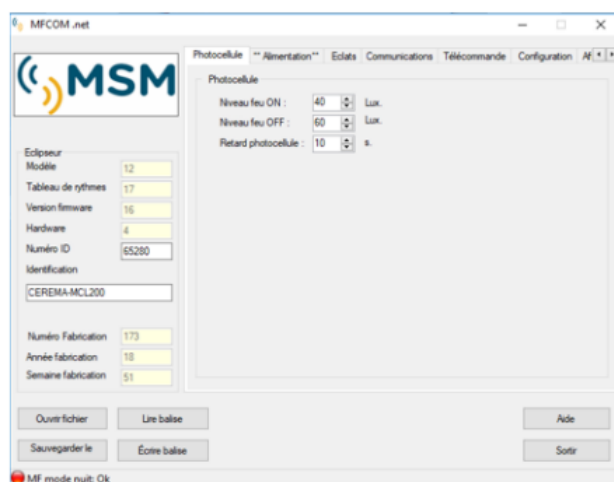 MFCOM .net
MSM
Photocellule
** Alimentation**
Eclats
Communications
Télécommande
Configuration
Photocellule
Niveau feu ON : 40 Lux.
Niveau feu OFF : 60 Lux.
Retard photocellule : 10 s.
Eclipseur
Modèle 12
Tableau de rythmes 17
Version firmware 16
Hardware 4
Numéro ID 65280
Identification
CEREMA-MCL200
Numéro Fabrication 173
Année fabrication 18
Semaine fabrication 51
Ouvrir fichier
Lire balise
Aide
Sauvegarder le
Écrire balise
Sortir
MF mode nuit: Ok